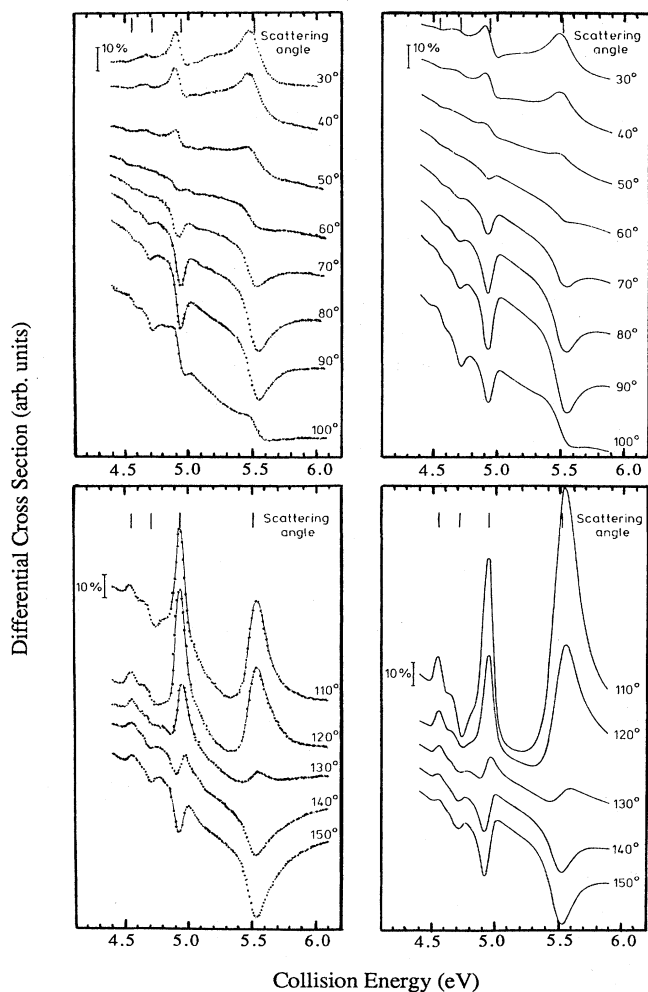 Differential Cross Section (arb. units)
10%
Scattering
angle
30°
40°
50°
60°
70°
80°
90°
100°
4.5 5.0 5.5 6.0
10%
Scattering
angle
30°
40°
50°
60°
70°
80°
90°
100°
4.5 5.0 5.5 6.0
10%
Scattering
angle
110°
120°
130°
140°
150°
4.5 5.0 5.5 6.0
10%
Scattering
angle
110°
120°
130°
140°
150°
4.5 5.0 5.5 6.0
Collision Energy (eV)